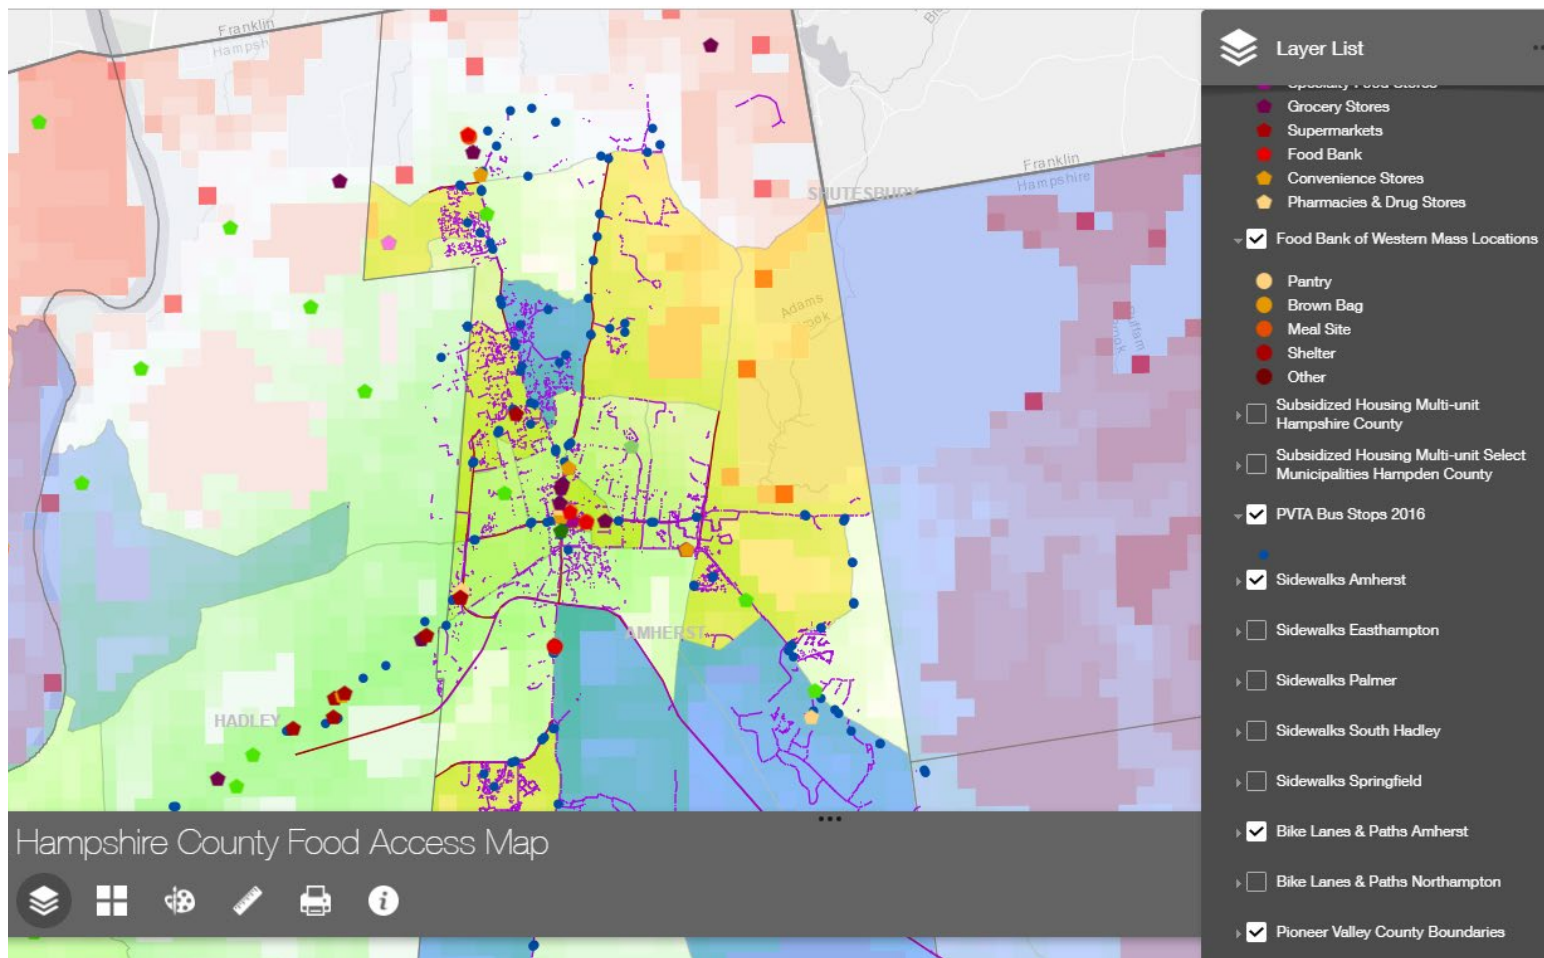 Franklin
Hampsh
SHUTESBURY
Franklin
Hampshire
Adams
AMHERST
HADLEY
Layer List
Specialty Food Stores
Grocery Stores
Supermarkets
Food Bank
Convenience Stores
Pharmacies & Drug Stores
Food Bank of Western Mass Locations
Pantry
Brown Bag
Meal Site
Shelter
Other
Subsidized Housing Multi-unit
Hampshire County
Subsidized Housing Multi-unit Select
Municipalities Hampden County
PVTA Bus Stops 2016
Sidewalks Amherst
Sidewalks Easthampton
Sidewalks Palmer
Sidewalks South Hadley
Sidewalks Springfield
Bike Lanes & Paths Amherst
Bike Lanes & Paths Northampton
Pioneer Valley County Boundaries
Hampshire County Food Access Map